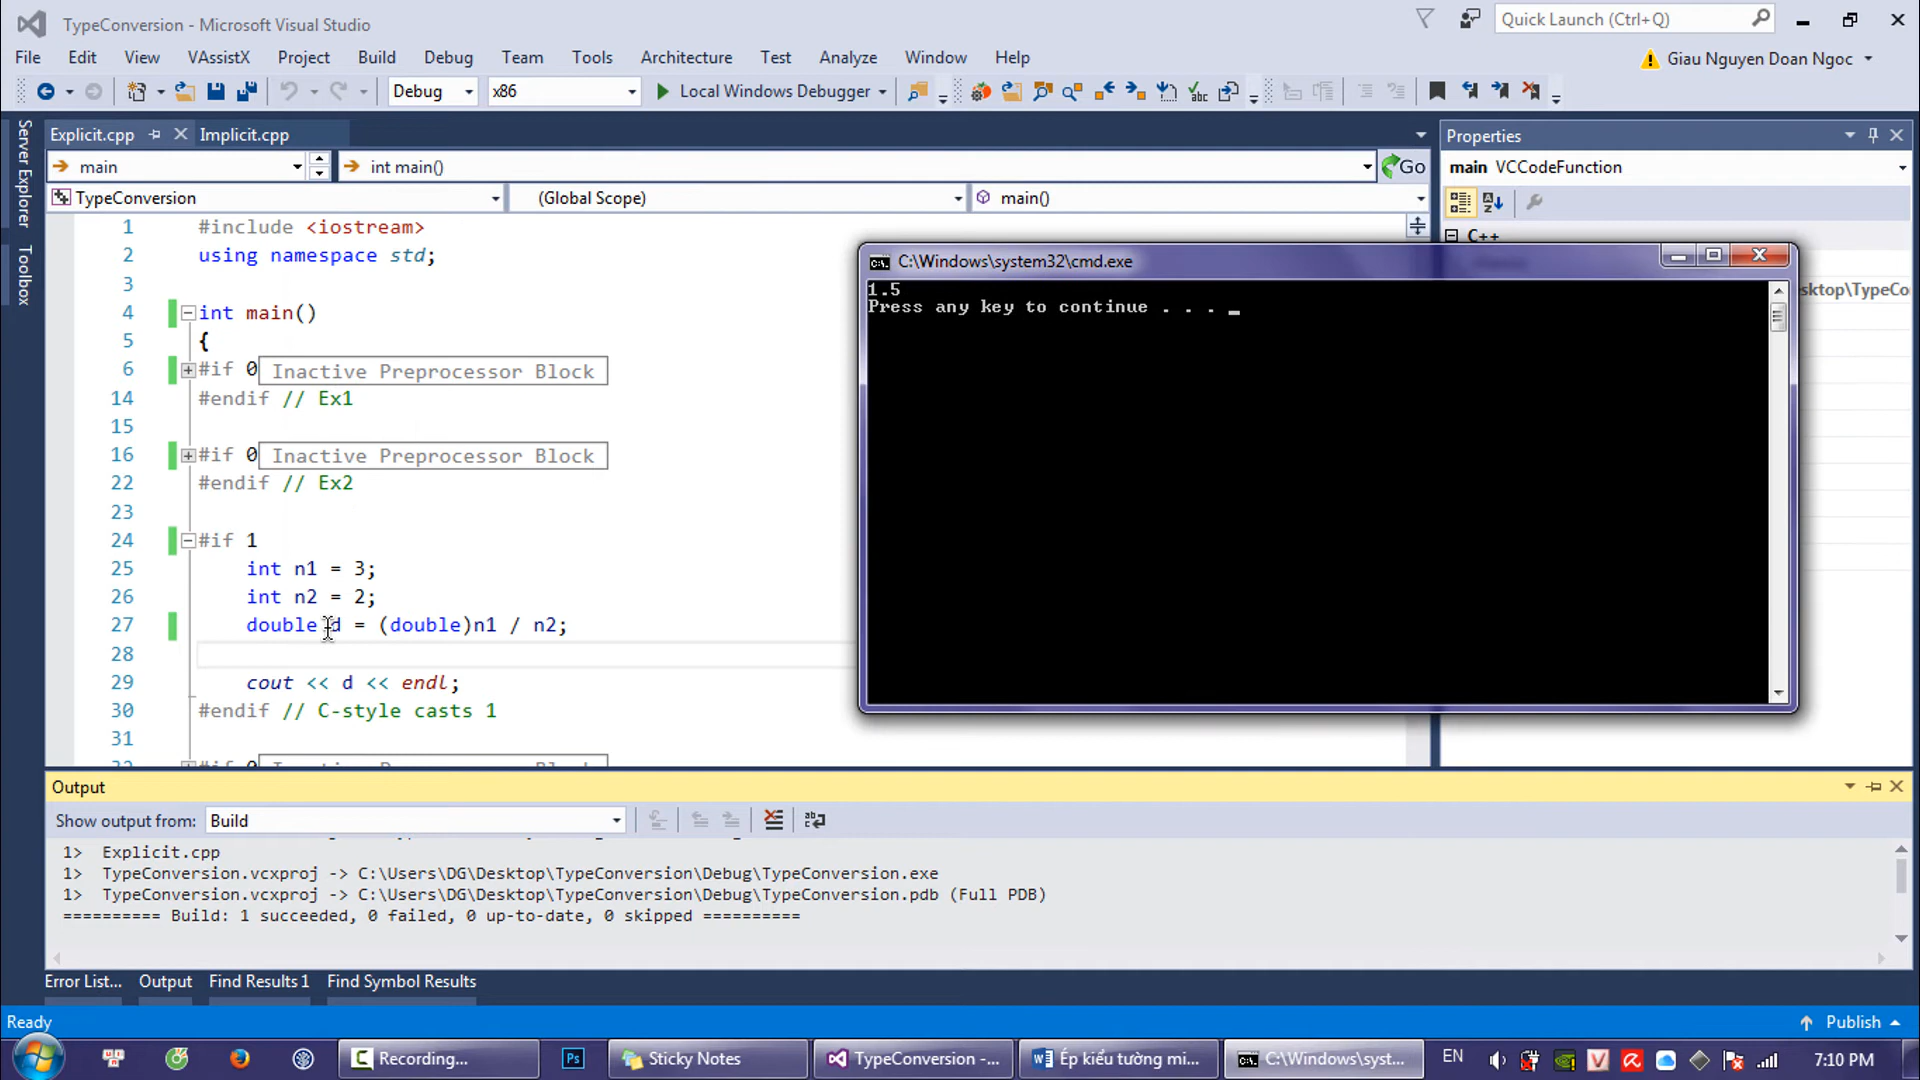 TypeConversion - Microsoft Visual Studio
Quick Launch (Ctrl+Q)
File Edit View VAssistX Project Build Debug Team Tools Architecture Test Analyze Window Help
Giau Nguyen Doan Ngoc
Debug x86 Local Windows Debugger
Server Explorer
Toolbox
Explicit.cpp Implicit.cpp
main int main() Go
TypeConversion (Global Scope) main()
1 #include <iostream>
2 using namespace std;
3
4 int main()
5 {
6 #if 0 Inactive Preprocessor Block
14 #endif // Ex1
15
16 #if 0 Inactive Preprocessor Block
22 #endif // Ex2
23
24 #if 1
25 int n1 = 3;
26 int n2 = 2;
27 double d = (double)n1 / n2;
28
29 cout << d << endl;
30 #endif // C-style casts 1
31
Properties
main VCCodeFunction
C++
sktop\TypeCo
C:\Windows\system32\cmd.exe
1.5
Press any key to continue . . . _
Output
Show output from: Build
1> Explicit.cpp
1> TypeConversion.vcxproj -> C:\Users\DG\Desktop\TypeConversion\Debug\TypeConversion.exe
1> TypeConversion.vcxproj -> C:\Users\DG\Desktop\TypeConversion\Debug\TypeConversion.pdb (Full PDB)
========== Build: 1 succeeded, 0 failed, 0 up-to-date, 0 skipped ==========
Error List... Output Find Results 1 Find Symbol Results
Ready
Publish
Recording... Ps Sticky Notes TypeConversion -... Ép kiểu tường mi... C:\Windows\syst... EN 7:10 PM